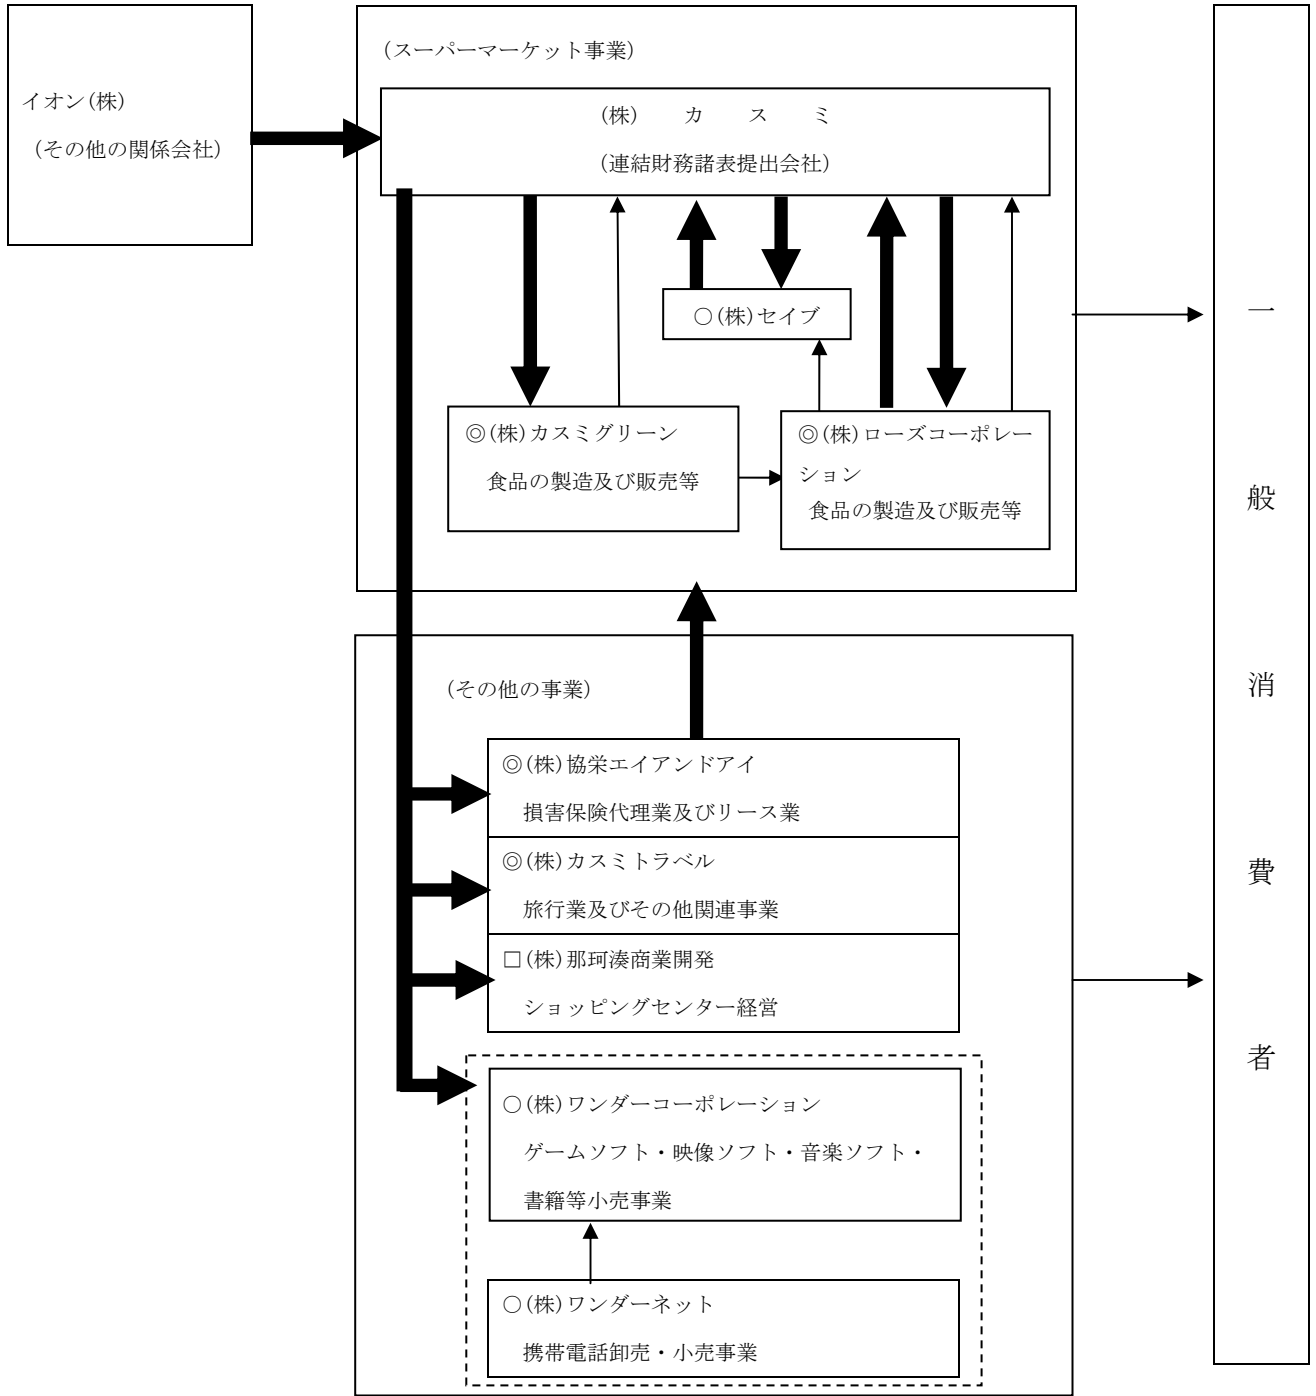 イオン(株)
(その他の関係会社)
(スーパーマーケット事業)
(株) カ ス ミ
(連結財務諸表提出会社)
○(株)セイブ
◎(株)カスミグリーン
食品の製造及び販売等
◎(株)ローズコーポレー
ション
食品の製造及び販売等
(その他の事業)
◎(株)協栄エイアンドアイ
損害保険代理業及びリース業
◎(株)カスミトラベル
旅行業及びその他関連事業
□(株)那珂湊商業開発
ショッピングセンター経営
○(株)ワンダーコーポレーション
ゲームソフト・映像ソフト・音楽ソフト・
書籍等小売事業
○(株)ワンダーネット
携帯電話卸売・小売事業
一般消費者